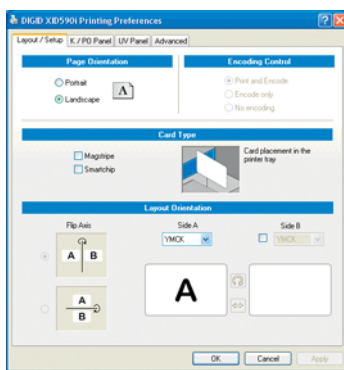 DIGID XID590i Printing Preferences
Layout / Setup K / PO Panel UV Panel Advanced
Page Orientation
Portrait
Landscape
A
Encoding Control
Print and Encode
Encode only
No encoding
Card Type
Magstripe
Smartchip
Card placement in the
printer tray
Layout Orientation
Flip Axis
A B
A
B
Side A
YMCK
A
Side B
YMCK
OK Cancel Apply